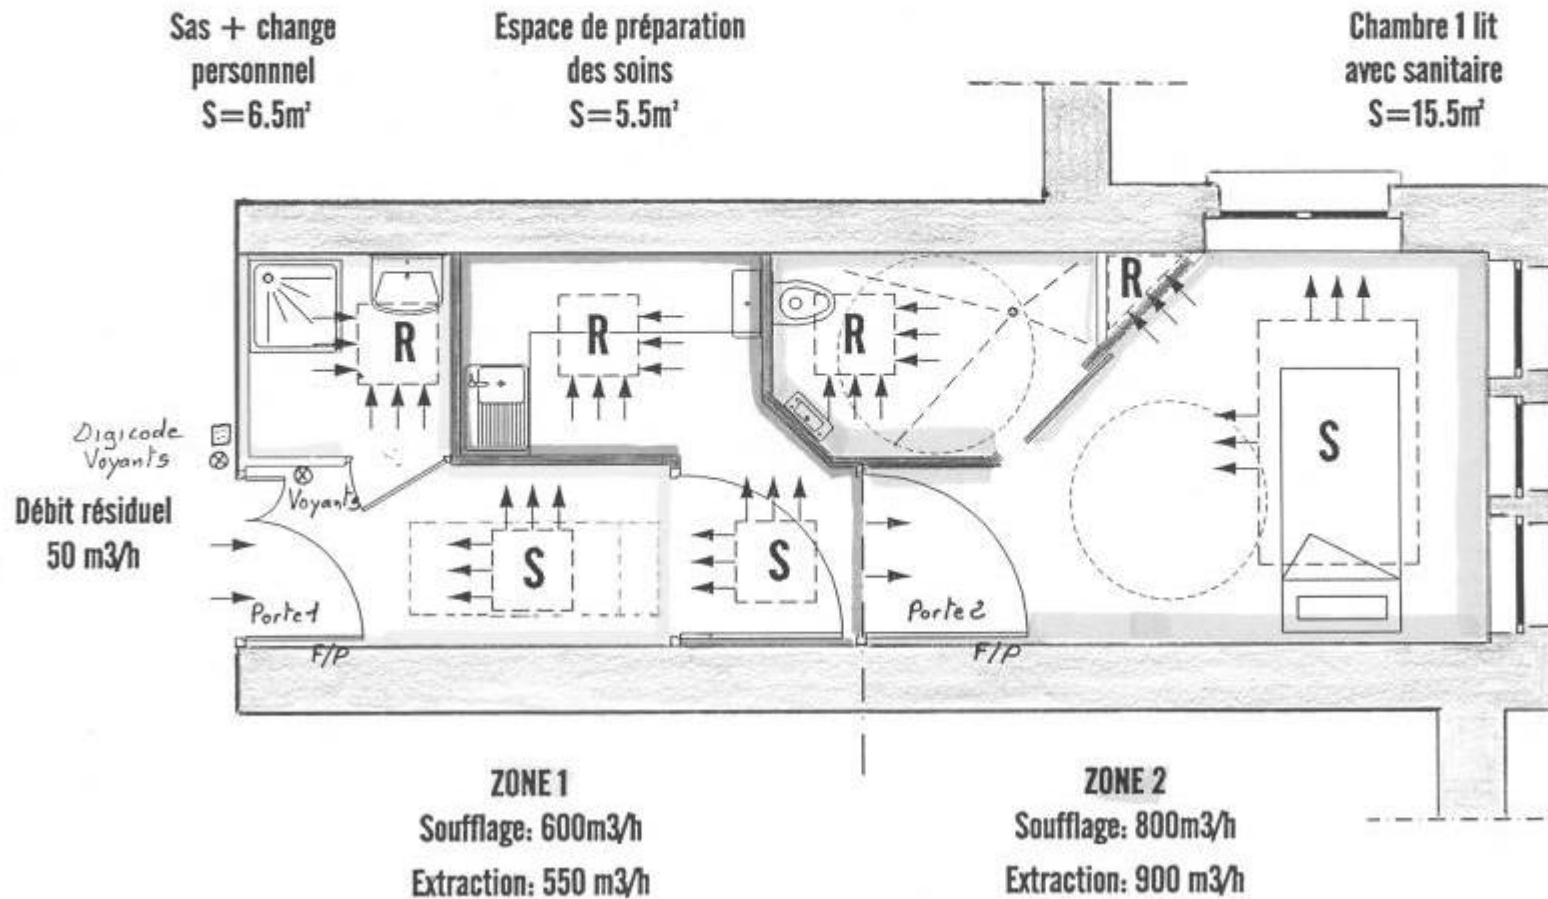 Sas + change
personnnel
S=6.5m²
Espace de préparation
des soins
S=5.5m²
Chambre 1 lit
avec sanitaire
S=15.5m²
R
R
R
R
Digicode
Voyants
Voyants
Débit résiduel
50 m3/h
S
S
S
Porte 1
Porte 2
F/P
F/P
ZONE 1
Soufflage: 600m3/h
Extraction: 550 m3/h
ZONE 2
Soufflage: 800m3/h
Extraction: 900 m3/h